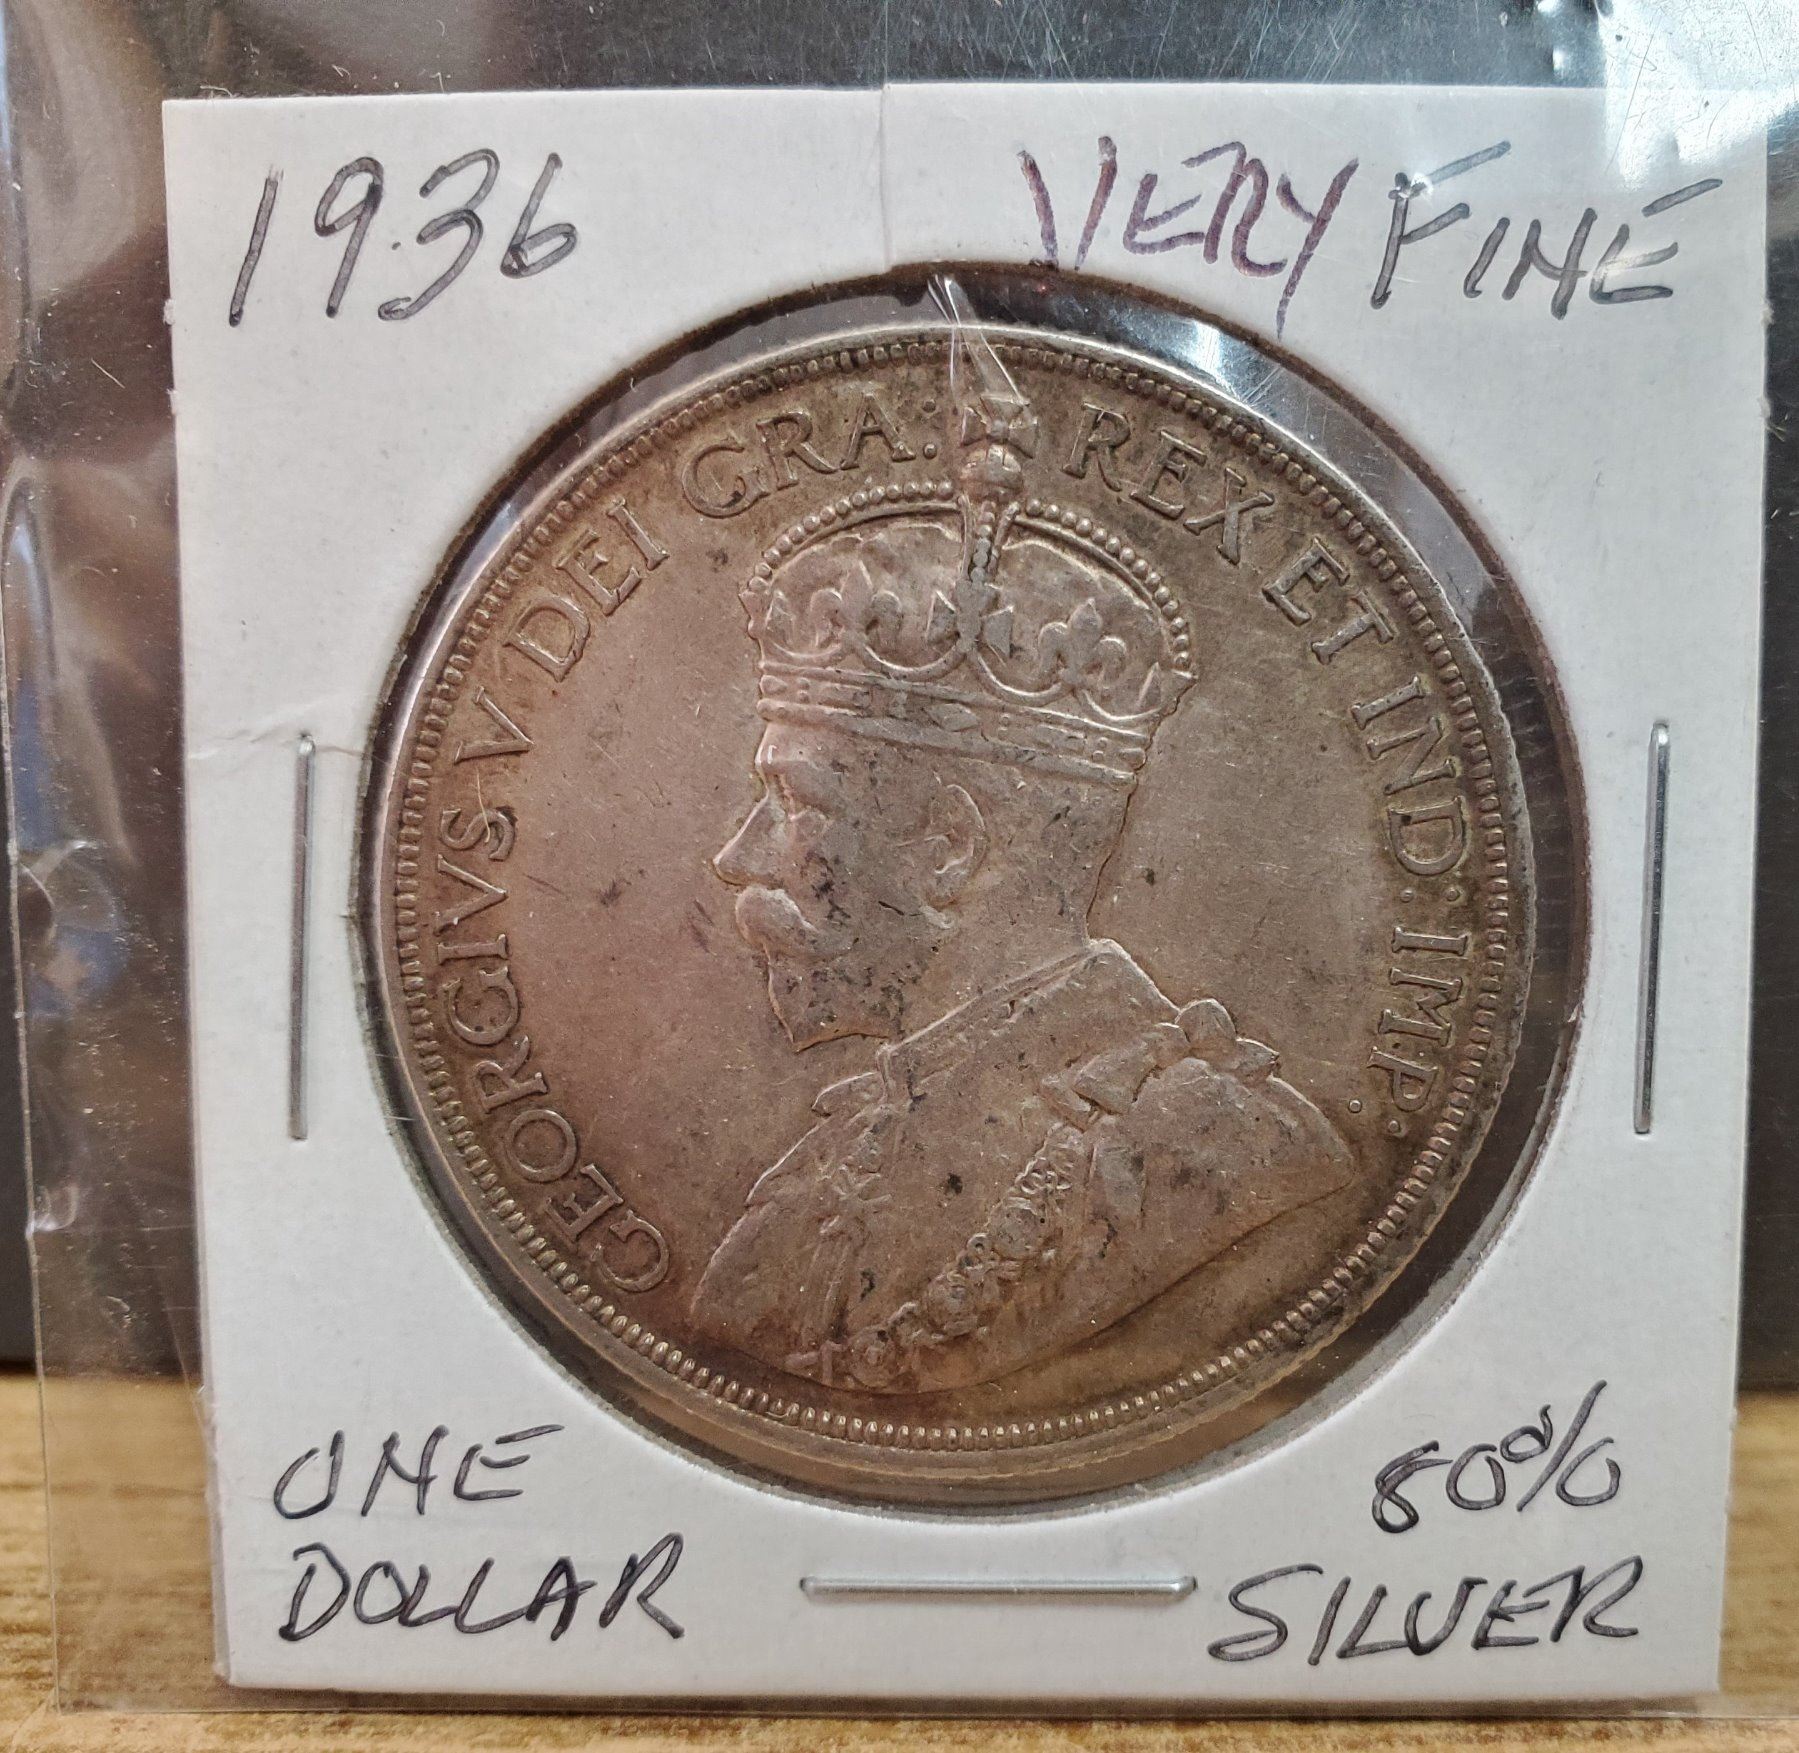 1936
VERY FINE
GEORGIVS V DEI GRA: REX ET IND: IMP:
ONE
DOLLAR
80%
SILVER